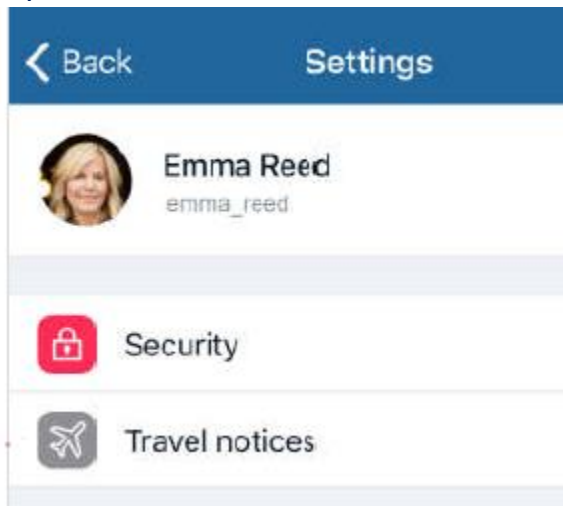 Back
Settings
Emma Reed
emma_reed
Security
Travel notices